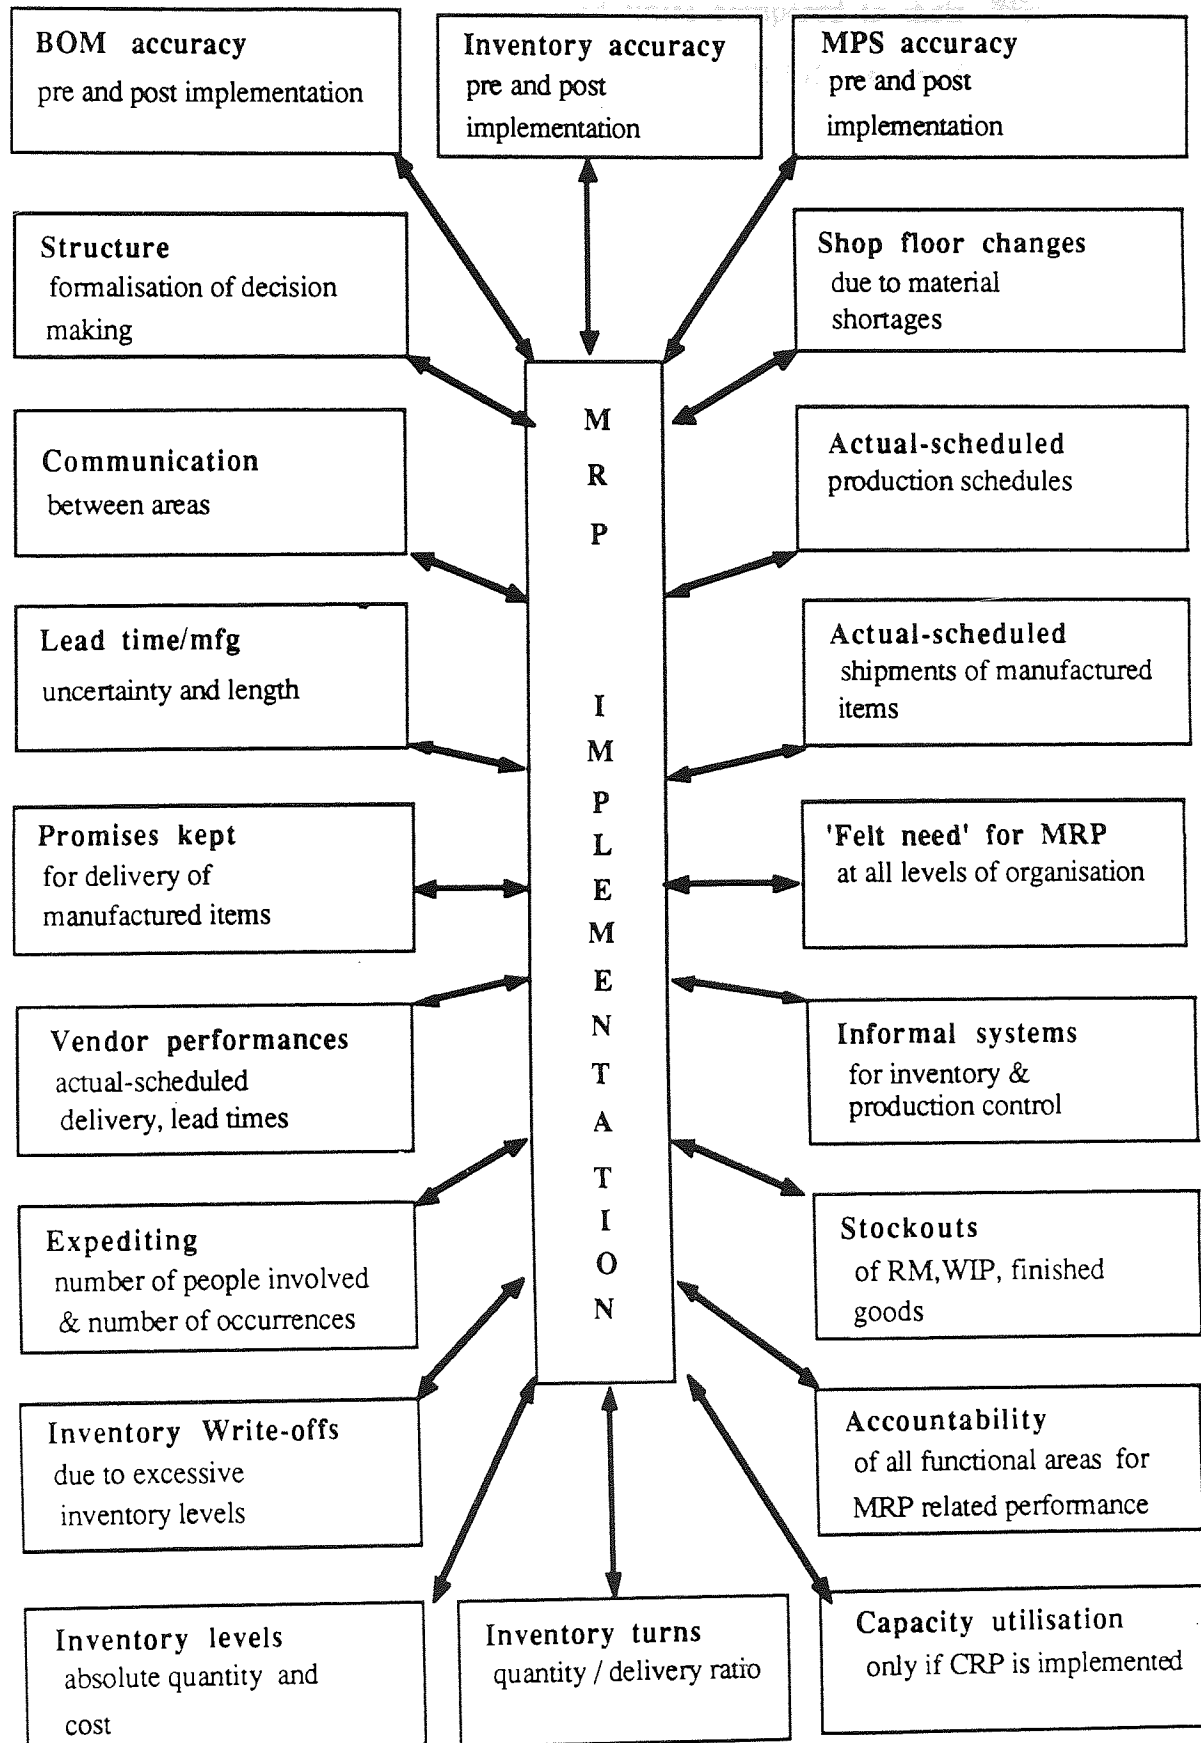 BOM accuracy
pre and post implementation
Inventory accuracy
pre and post
implementation
MPS accuracy
pre and post
implementation
Structure
formalisation of decision
making
Shop floor changes
due to material
shortages
Communication
between areas
Actual-scheduled
production schedules
Lead time/mfg
uncertainty and length
Actual-scheduled
shipments of manufactured
items
Promises kept
for delivery of
manufactured items
'Felt need' for MRP
at all levels of organisation
Vendor performances
actual-scheduled
delivery, lead times
Informal systems
for inventory &
production control
Expediting
number of people involved
& number of occurrences
Stockouts
of RM,WIP, finished
goods
Inventory Write-offs
due to excessive
inventory levels
Accountability
of all functional areas for
MRP related performance
Inventory levels
absolute quantity and
cost
Inventory turns
quantity / delivery ratio
Capacity utilisation
only if CRP is implemented
MRP IMPLEMENTATION